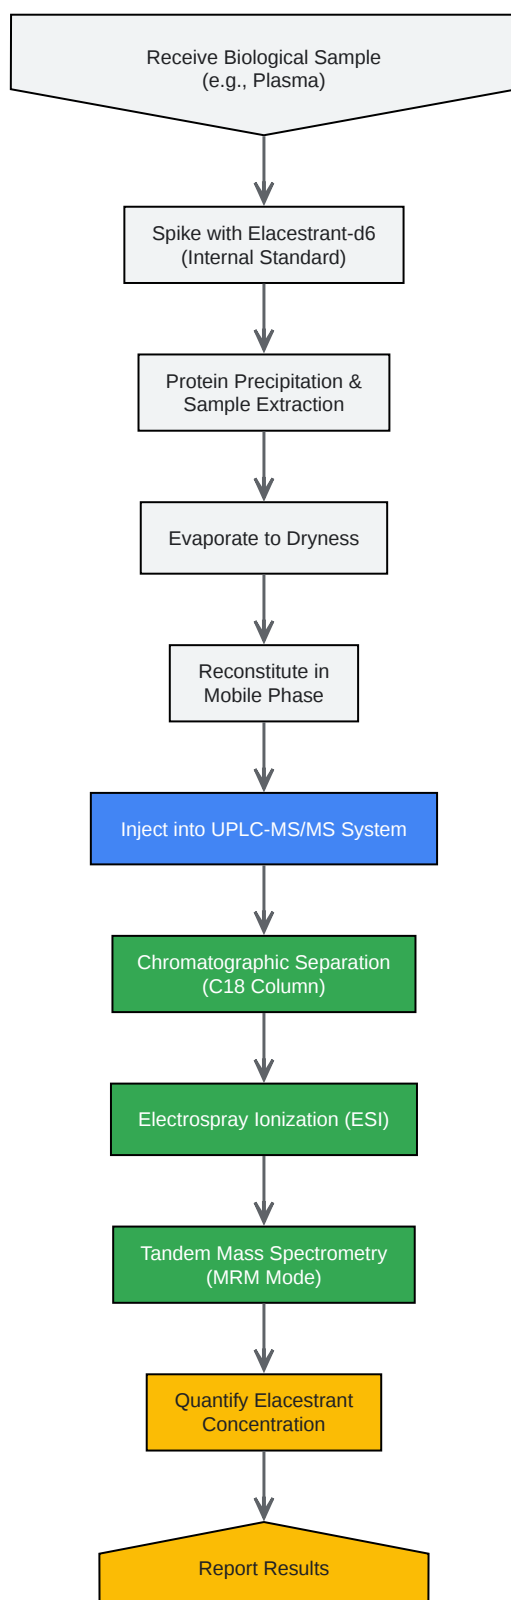 Receive Biological Sample
(e.g., Plasma)
Spike with Elacestrant-d6
(Internal Standard)
Protein Precipitation &
Sample Extraction
Evaporate to Dryness
Reconstitute in
Mobile Phase
Inject into UPLC-MS/MS System
Chromatographic Separation
(C18 Column)
Electrospray Ionization (ESI)
Tandem Mass Spectrometry
(MRM Mode)
Quantify Elacestrant
Concentration
Report Results